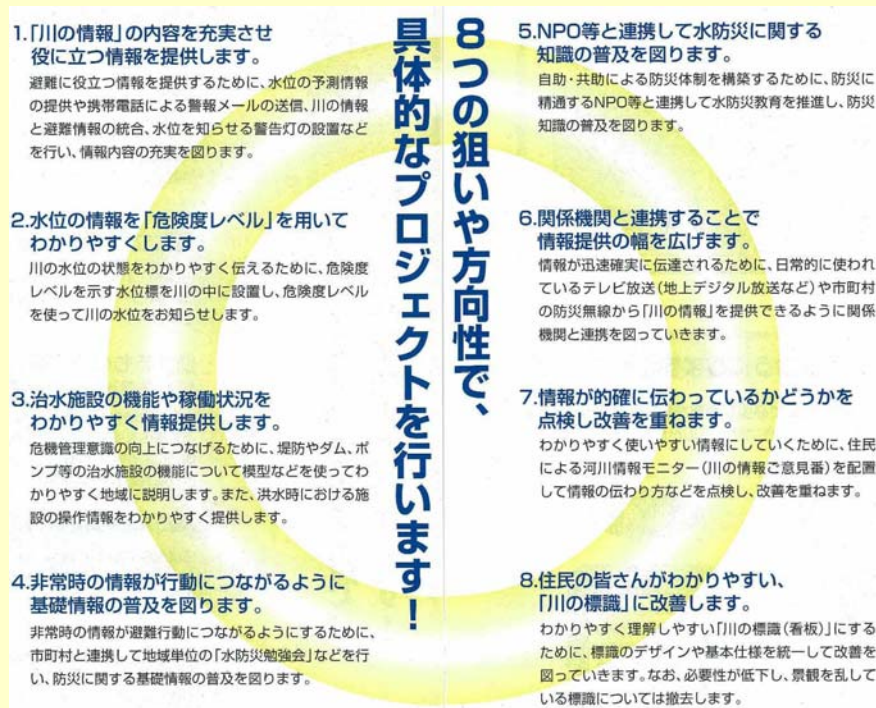 8つの狙いや方向性で、
具体的なプロジェクトを行います！
1.「川の情報」の内容を充実させ
役に立つ情報を提供します。
避難に役立つ情報を提供するために、水位の予測情報
の提供や携帯電話による警報メールの送信、川の情報
と避難情報の統合、水位を知らせる警告灯の設置など
を行い、情報内容の充実を図ります。
2.水位の情報を「危険度レベル」を用いて
わかりやすくします。
川の水位の状態をわかりやすく伝えるために、危険度
レベルを示す水位標を川の中に設置し、危険度レベル
を使って川の水位をお知らせします。
3.治水施設の機能や稼働状況を
わかりやすく情報提供します。
危機管理意識の向上につなげるために、堤防やダム、ポ
ンプ等の治水施設の機能について模型などを使ってわ
かりやすく地域に説明します。また、洪水時における施
設の操作情報をわかりやすく提供します。
4.非常時の情報が行動につながるように
基礎情報の普及を図ります。
非常時の情報が避難行動につながるようにするために、
市町村と連携して地域単位の「水防災勉強会」などを行
い、防災に関する基礎情報の普及を図ります。
5.NPO等と連携して水防災に関する
知識の普及を図ります。
自助・共助による防災体制を構築するために、防災に
精通するNPO等と連携して水防災教育を推進し、防災
知識の普及を図ります。
6.関係機関と連携することで
情報提供の幅を広げます。
情報が迅速確実に伝達されるために、日常的に使われ
ているテレビ放送(地上デジタル放送など)や市町村
の防災無線から「川の情報」を提供できるように関係
機関と連携を図っていきます。
7.情報が的確に伝わっているかどうかを
点検し改善を重ねます。
わかりやすく使いやすい情報にしていくために、住民
による河川情報モニター(川の情報ご意見番)を配置
して情報の伝わり方などを点検し、改善を重ねます。
8.住民の皆さんがわかりやすい、
「川の標識」に改善します。
わかりやすく理解しやすい「川の標識(看板)」にする
ために、標識のデザインや基本仕様を統一して改善を
図っていきます。なお、必要性が低下し、景観を乱して
いる標識については撤去します。